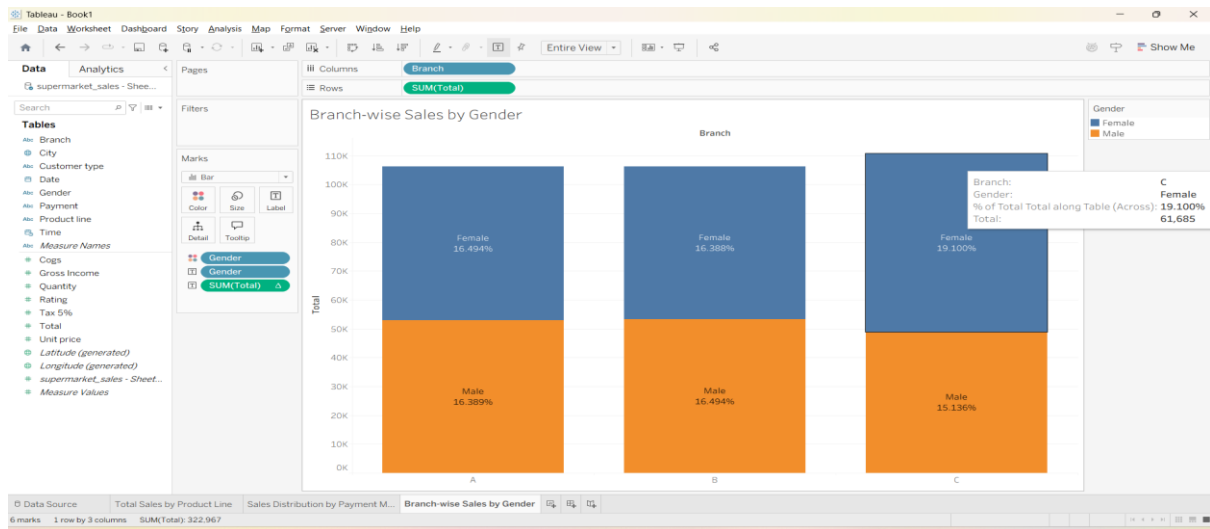 Tableau - Book1
File Data Worksheet Dashboard Story Analysis Map Format Server Window Help
Entire View
Show Me
Data Analytics
supermarket_sales - Shee...
Search
Tables
Abc Branch
City
Abc Customer type
Date
Abc Gender
Abc Payment
Abc Product line
Time
Abc Measure Names
Cogs
Gross Income
Quantity
Rating
Tax 5%
Total
Unit price
Latitude (generated)
Longitude (generated)
supermarket_sales - Sheet...
Measure Values
Pages
Filters
Marks
Bar
Color Size Label
Detail Tooltip
Gender
Gender
SUM(Total)
Columns Branch
Rows SUM(Total)
Branch-wise Sales by Gender
Branch
Total
110K
100K
90K
80K
70K
60K
50K
40K
30K
20K
10K
0K
Female
16.494%
Male
16.389%
A
Female
16.388%
Male
16.494%
B
Female
19.100%
Male
15.136%
C
Branch: C
Gender: Female
% of Total Total along Table (Across): 19.100%
Total: 61,685
Gender
Female
Male
Data Source Total Sales by Product Line Sales Distribution by Payment M... Branch-wise Sales by Gender
6 marks 1 row by 3 columns SUM(Total): 322,967